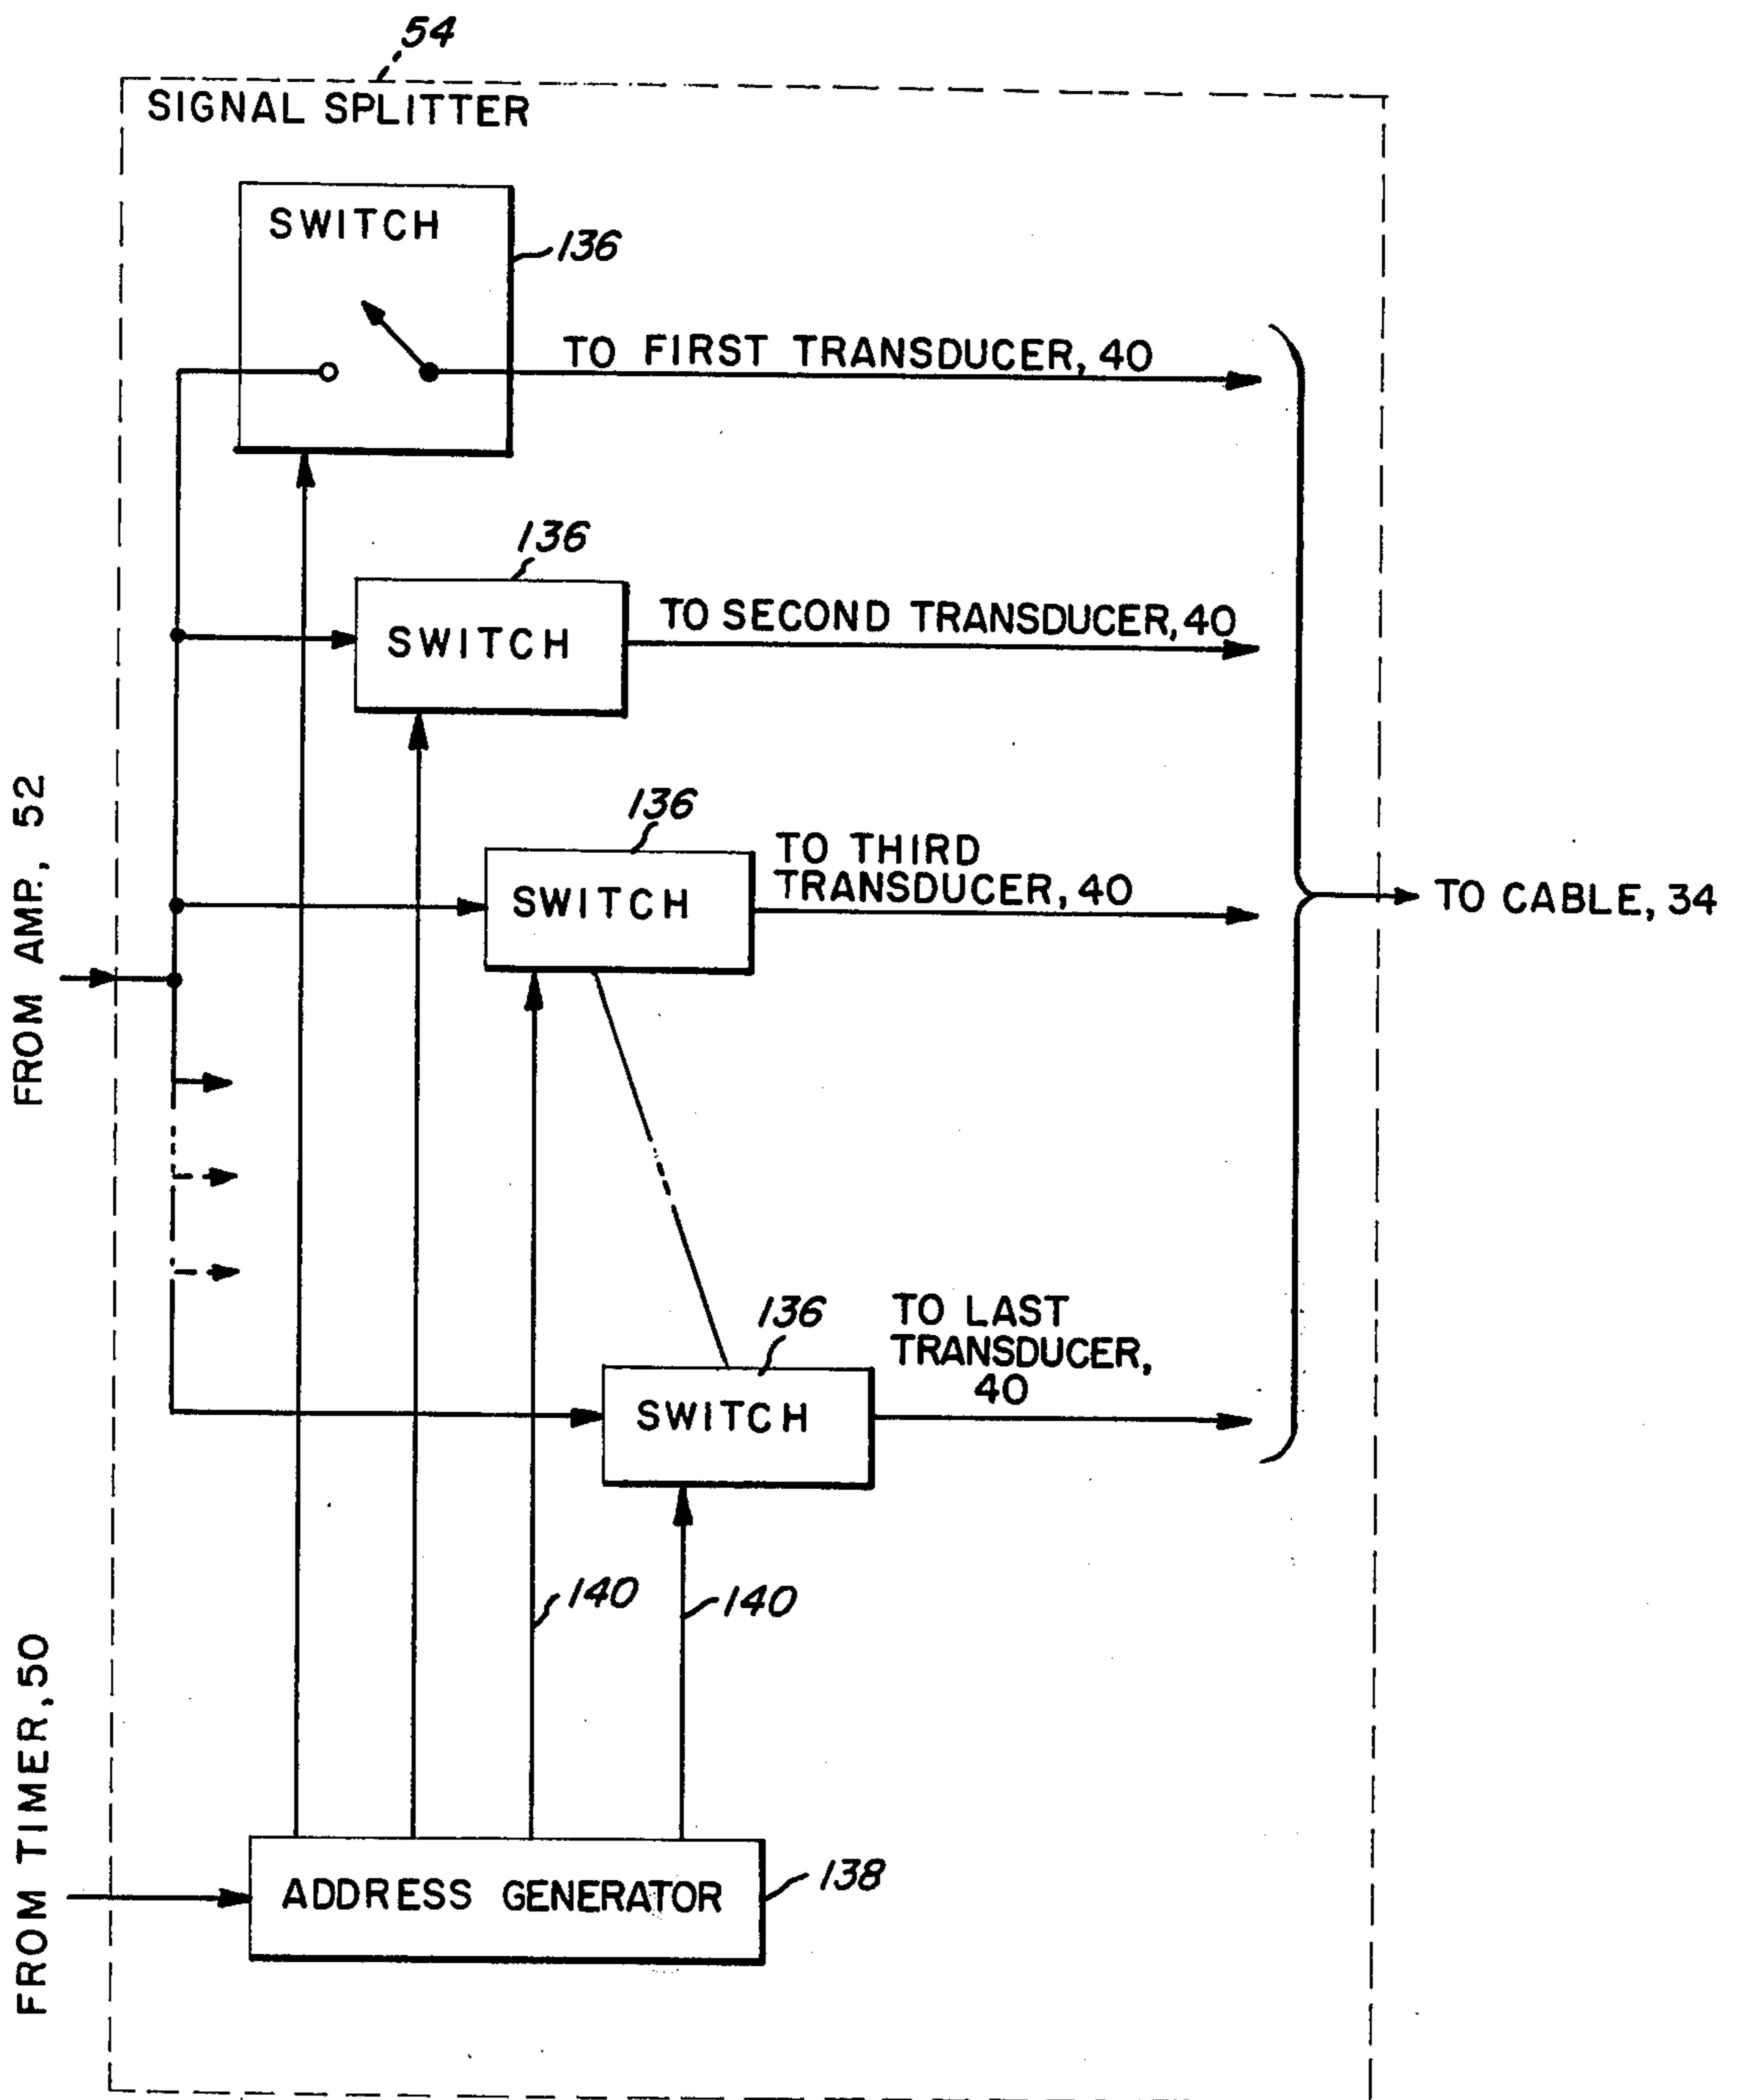 54
SIGNAL SPLITTER
SWITCH
136
TO FIRST TRANSDUCER, 40
136
SWITCH
TO SECOND TRANSDUCER, 40
136
SWITCH
TO THIRD
TRANSDUCER, 40
FROM AMP., 52
TO CABLE, 34
136
SWITCH
TO LAST
TRANSDUCER,
40
140
140
FROM TIMER, 50
ADDRESS GENERATOR
138